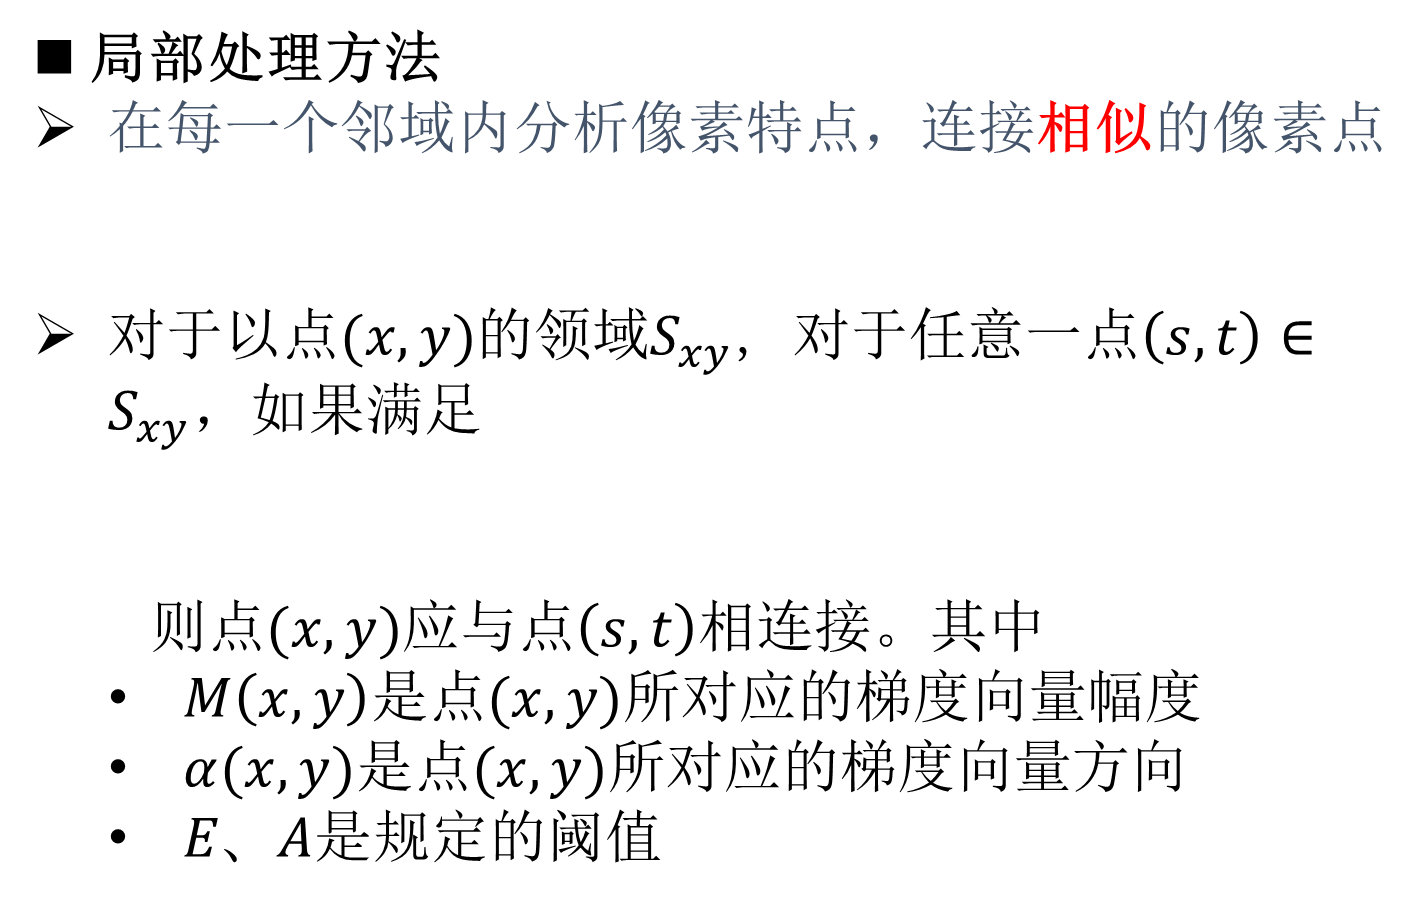 ■ 局部处理方法
➢ 在每一个邻域内分析像素特点，连接相似的像素点
➢ 对于以点(x, y)的领域Sxy，对于任意一点(s, t) ∈
Sxy，如果满足
则点(x, y)应与点(s, t)相连接。其中
• M(x, y)是点(x, y)所对应的梯度向量幅度
• α(x, y)是点(x, y)所对应的梯度向量方向
• E、A是规定的阈值